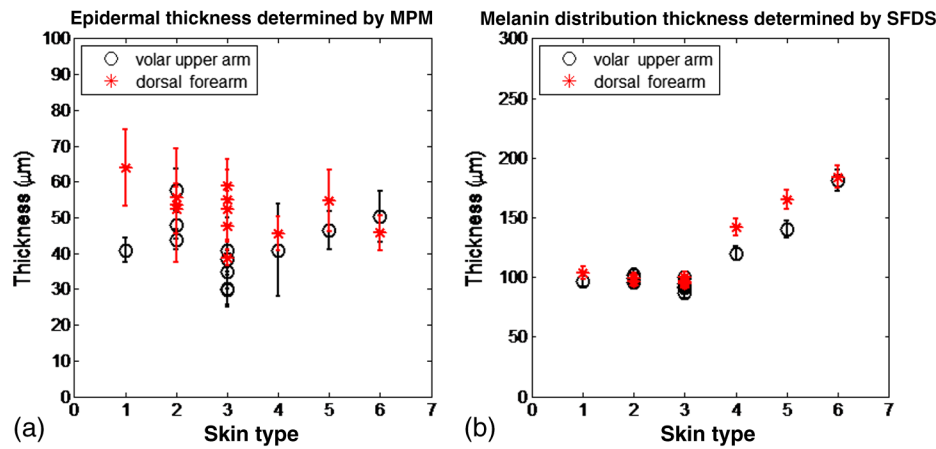 Epidermal thickness determined by MPM
100
90
80
70
60
50
40
30
20
10
0
Thickness (μm)
volar upper arm
dorsal forearm
0 1 2 3 4 5 6 7
Skin type
(a)
Melanin distribution thickness determined by SFDS
300
250
200
150
100
50
0
Thickness (μm)
volar upper arm
dorsal forearm
0 1 2 3 4 5 6 7
Skin type
(b)